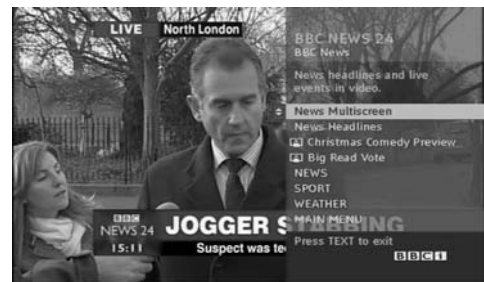 LIVE North London
BBC NEWS 24
BBC News
News headlines and live
events in video.
News Multiscreen
News Headlines
Christmas Comedy Preview
Big Read Vote
NEWS
SPORT
WEATHER
MAIN MENU
Press TEXT to exit
BBCi
BBC
NEWS 24
15:11
JOGGER STABBING
Suspect was